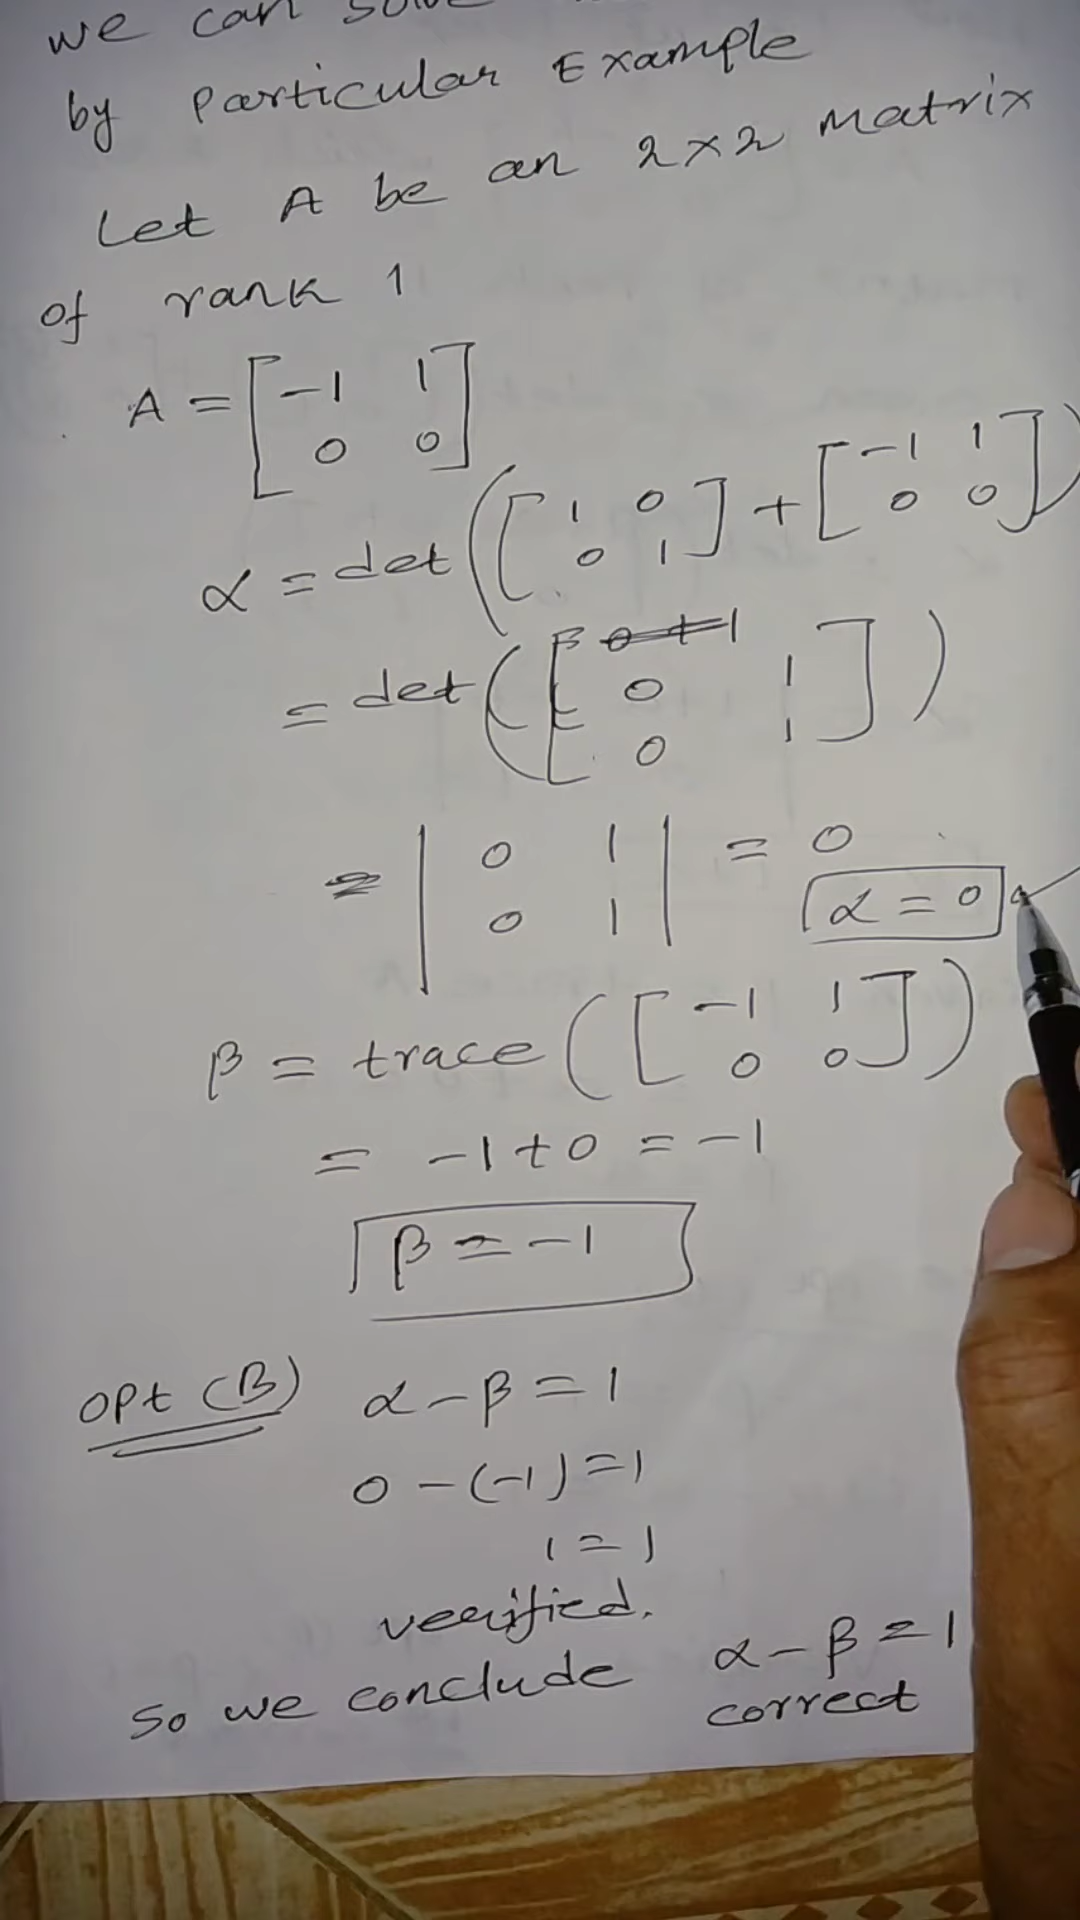 we can
by Particular Example
Let A be an 2×2 Matrix
of rank 1
A = [-1 1
0 0]
α = det([1 0
0 1] + [-1 1
0 0])
= det([0 1
0 1])
= |0 1
0 1| = 0
α = 0
β = trace([-1 1
0 0])
= -1+0 = -1
β = -1
opt (B) α-β=1
0-(-1)=1
1=1
verified.
So we conclude α-β=1
correct